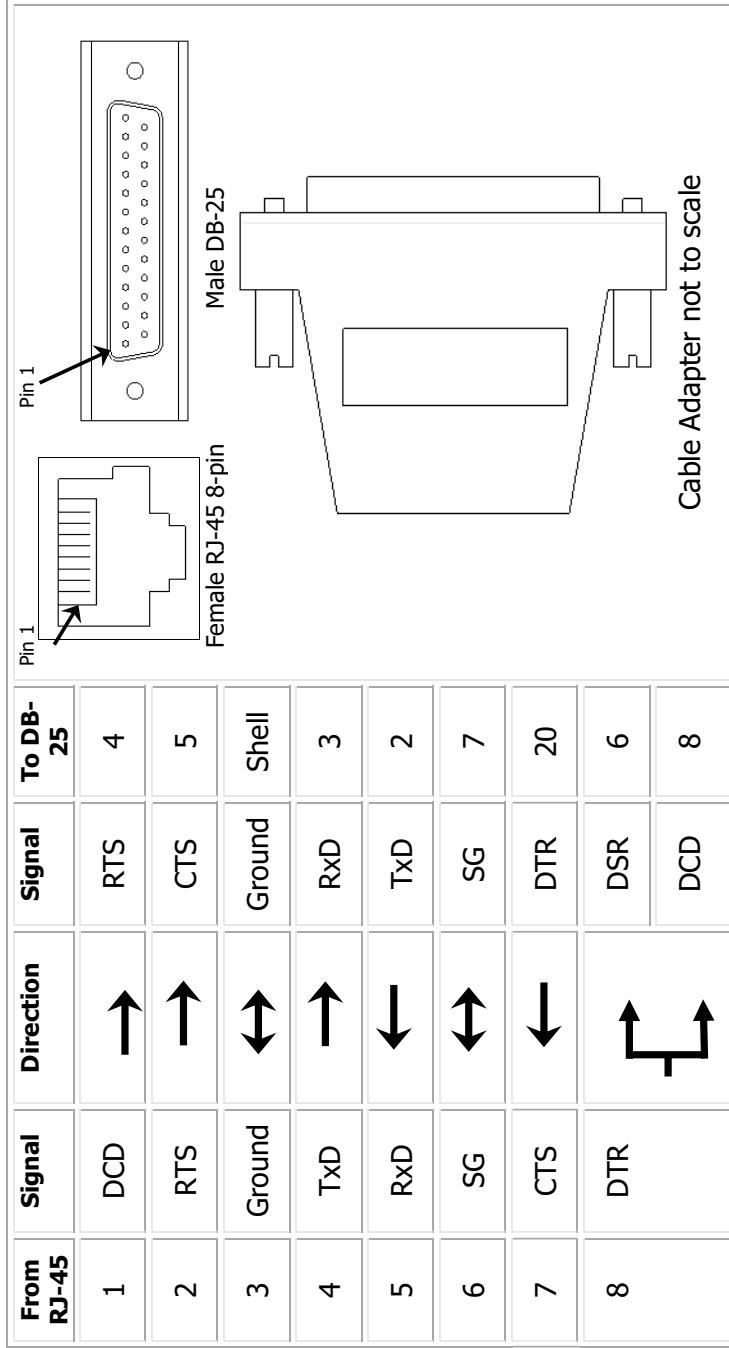 From RJ-45 Signal Direction Signal To DB-25
1 DCD RTS 4
2 RTS CTS 5
3 Ground Ground Shell
4 TxD RxD 3
5 RxD TxD 2
6 SG SG 7
7 CTS DTR 20
8 DTR DSR 6
DCD 8
Pin 1
Female RJ-45 8-pin
Pin 1
Male DB-25
Cable Adapter not to scale